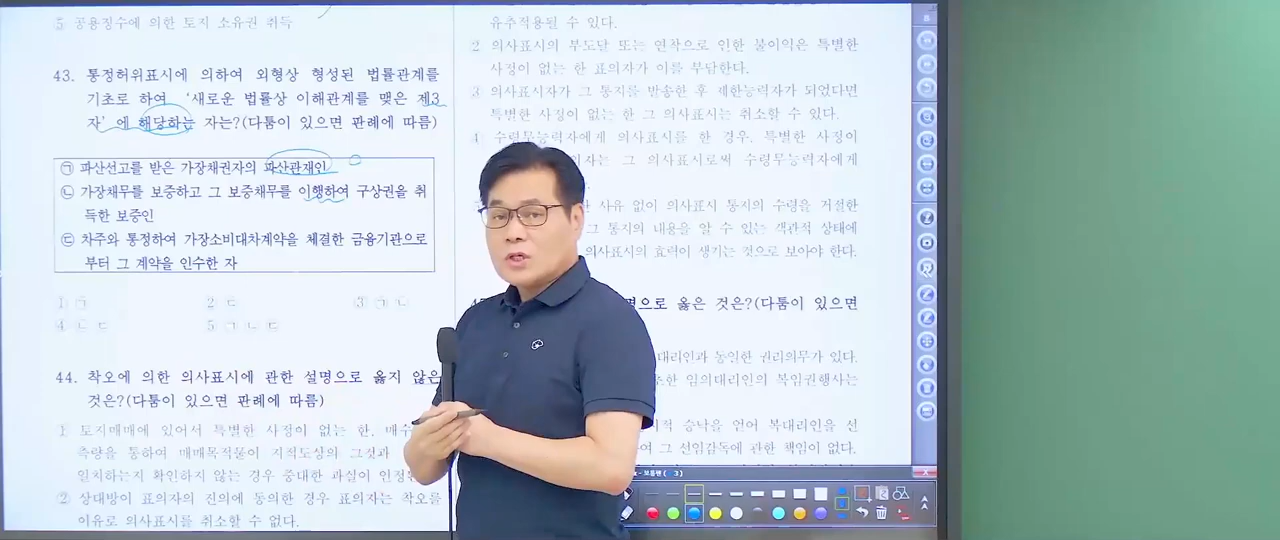 5 공용징수에 의한 토지 소유권 취득
43. 통정허위표시에 의하여 외형상 형성된 법률관계를
기초로 하여 '새로운 법률상 이해관계를 맺은 제3
자'에 해당하는 자는?(다툼이 있으면 판례에 따름)
㉠ 파산선고를 받은 가장채권자의 파산관재인
㉡ 가장채무를 보증하고 그 보증채무를 이행하여 구상권을 취
득한 보증인
㉢ 차주와 통정하여 가장소비대차계약을 체결한 금융기관으로
부터 그 계약을 인수한 자
① ㄱ 2 ㄷ ③ ㄱ ㄴ
④ ㄴ ㄷ 5 ㄱ ㄴ ㄷ
44. 착오에 의한 의사표시에 관한 설명으로 옳지 않은
것은?(다툼이 있으면 판례에 따름)
① 토지매매에 있어서 특별한 사정이 없는 한, 매수
측량을 통하여 매매목적물이 지적도상의 그것과
일치하는지 확인하지 않는 경우 중대한 과실이 인정
② 상대방이 표의자의 진의에 동의한 경우 표의자는 착오를
이유로 의사표시를 취소할 수 없다.
유추적용될 수 있다.
2 의사표시의 부도달 또는 연착으로 인한 불이익은 특별한
사정이 없는 한 표의자가 이를 부담한다.
3 의사표시자가 그 통지를 발송한 후 제한능력자가 되었다면
특별한 사정이 없는 한 그 의사표시는 취소할 수 있다.
④ 수령무능력자에게 의사표시를 한 경우, 특별한 사정이
그 의사표시로써 수령무능력자에게
사유 없이 의사표시 통지의 수령을 거절한
그 통지의 내용을 알 수 있는 객관적 상태에
의사표시의 효력이 생기는 것으로 보아야 한다.
으로 옳은 것은?(다툼이 있으면
대리인과 동일한 권리의무가 있다.
한 임의대리인의 복임권행사는
승낙을 얻어 복대리인을 선
그 선임감독에 관한 책임이 없다.
보통펜( 3)